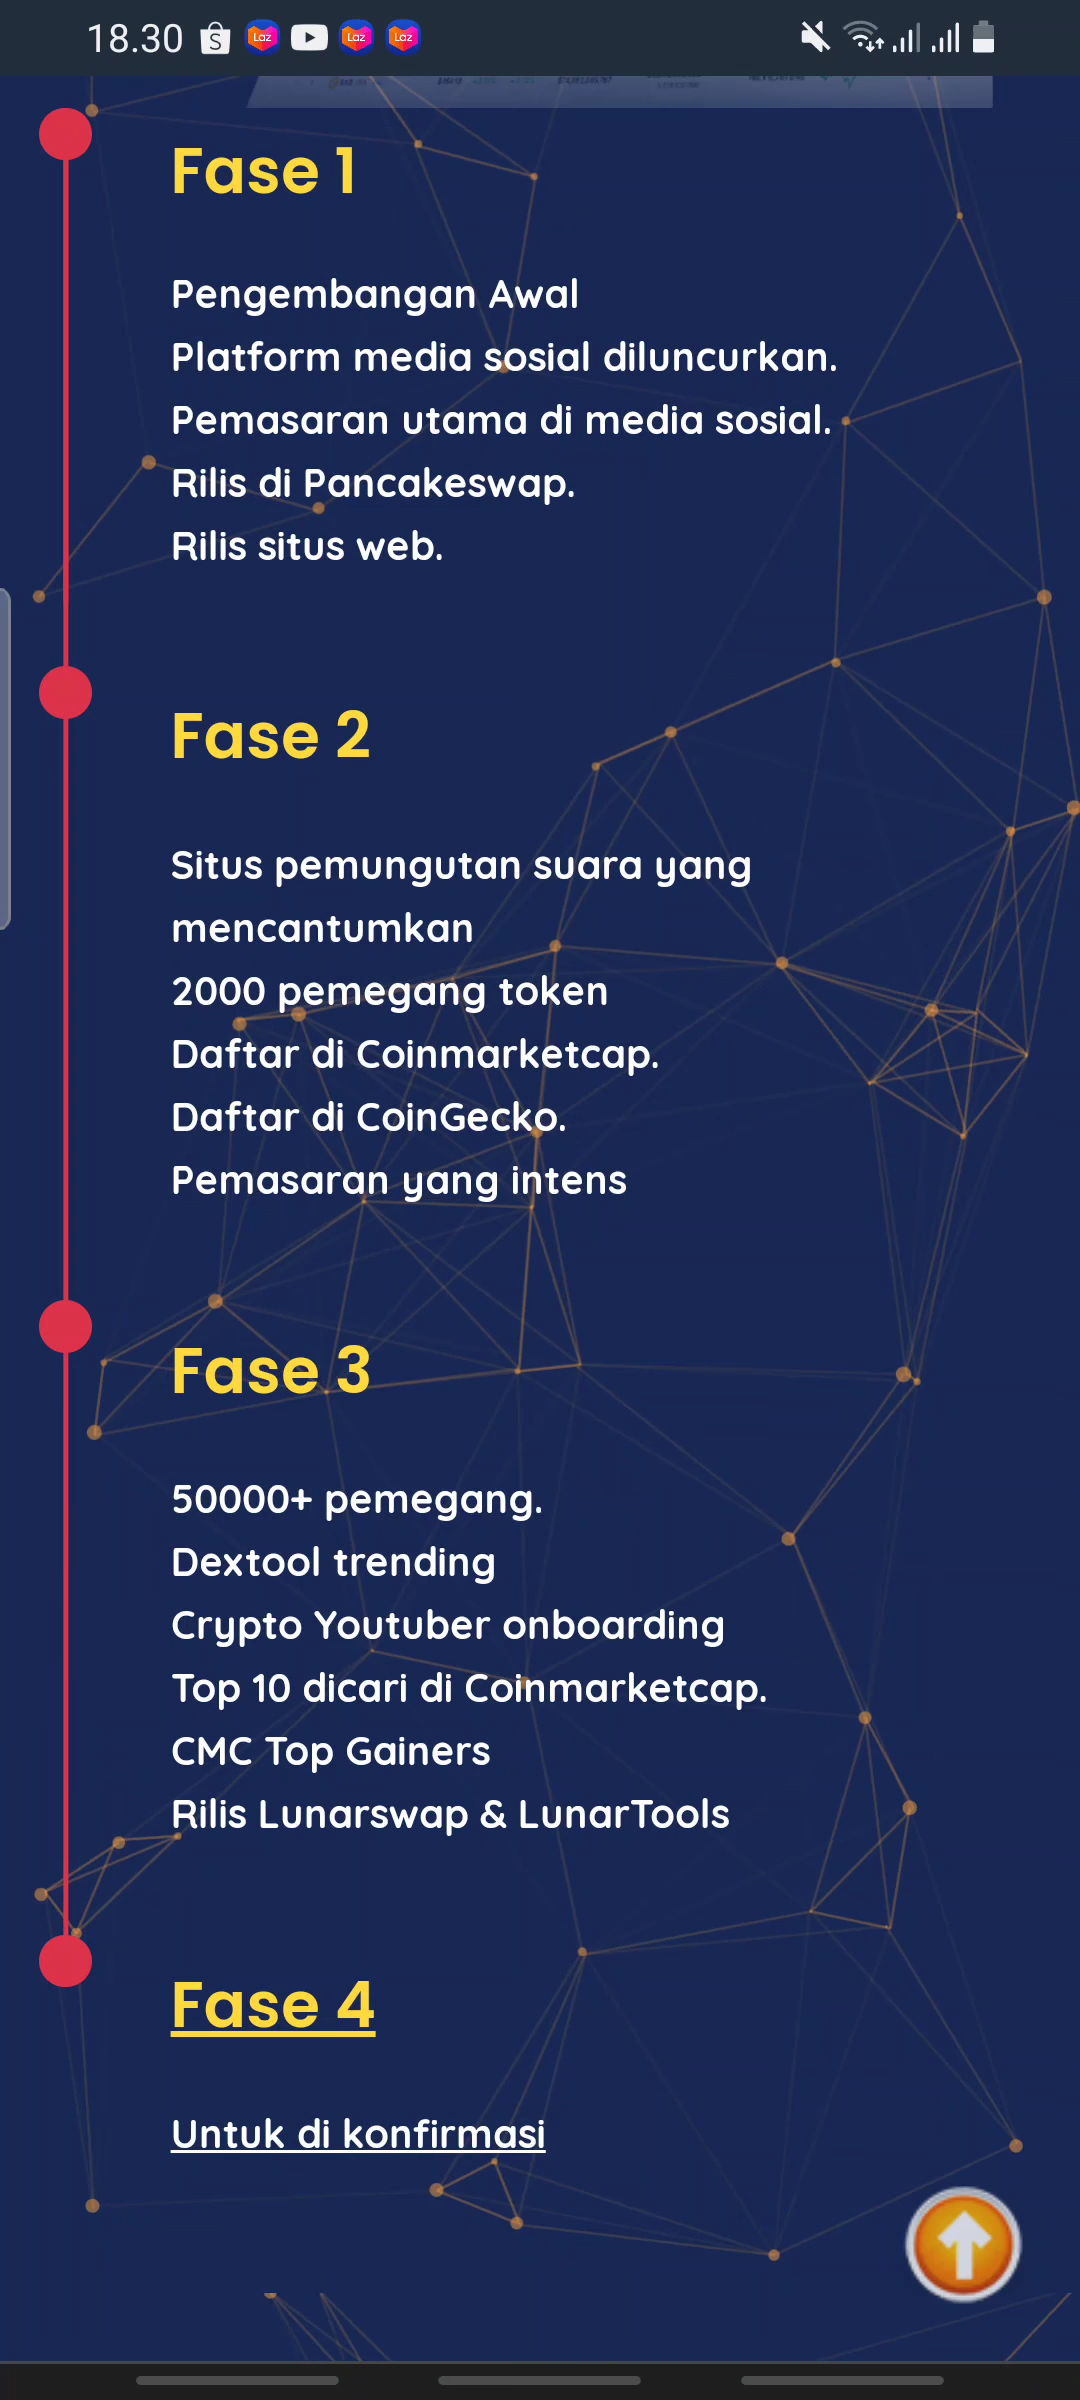 18.30
Fase 1
Pengembangan Awal
Platform media sosial diluncurkan.
Pemasaran utama di media sosial.
Rilis di Pancakeswap.
Rilis situs web.
Fase 2
Situs pemungutan suara yang
mencantumkan
2000 pemegang token
Daftar di Coinmarketcap.
Daftar di CoinGecko.
Pemasaran yang intens
Fase 3
50000+ pemegang.
Dextool trending
Crypto Youtuber onboarding
Top 10 dicari di Coinmarketcap.
CMC Top Gainers
Rilis Lunarswap & LunarTools
Fase 4
Untuk di konfirmasi